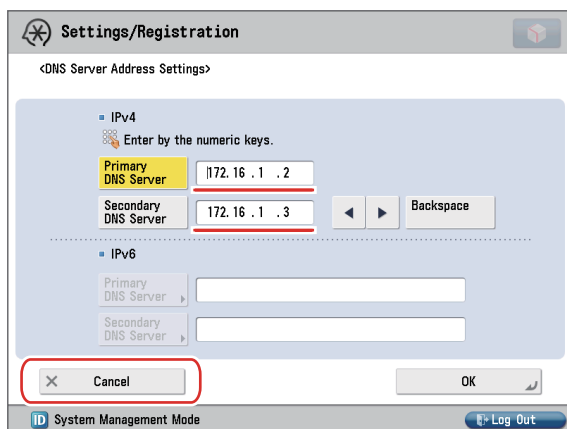 Settings/Registration
<DNS Server Address Settings>
IPv4
Enter by the numeric keys.
Primary
DNS Server
172. 16 . 1 . 2
Secondary
DNS Server
172. 16 . 1 . 3
Backspace
IPv6
Primary
DNS Server
Secondary
DNS Server
Cancel
OK
ID System Management Mode
Log Out